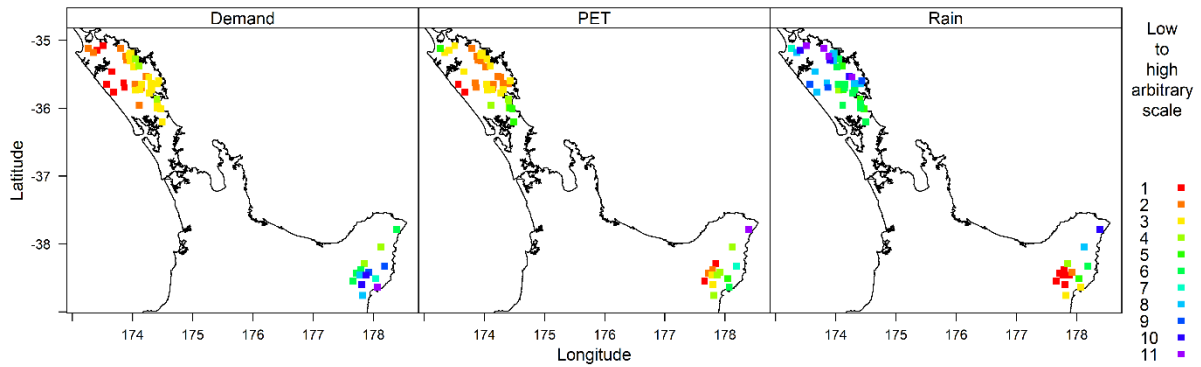 Demand PET Rain
-35
-36
-37
-38
Latitude
174 175 176 177 178 174 175 176 177 178 174 175 176 177 178
Longitude
Low
to
high
arbitrary
scale
1
2
3
4
5
6
7
8
9
10
11